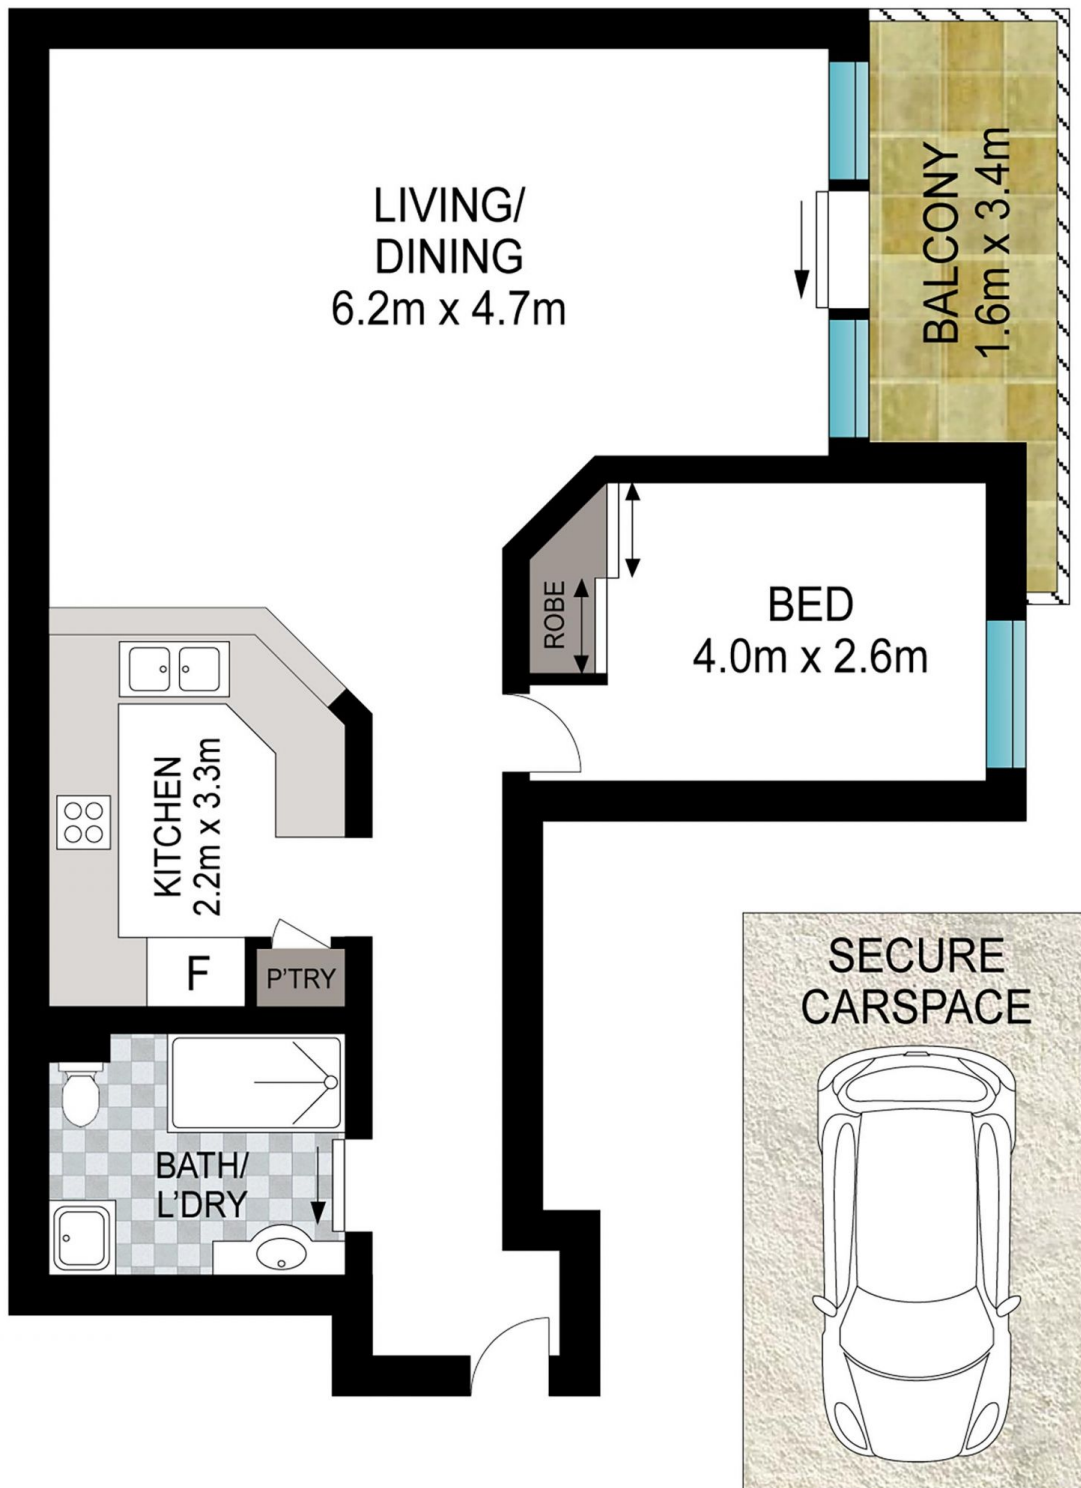 LIVING/
DINING
6.2m x 4.7m
BALCONY
1.6m x 3.4m
ROBE
BED
4.0m x 2.6m
KITCHEN
2.2m x 3.3m
F
P'TRY
BATH/
L'DRY
SECURE
CARSPACE